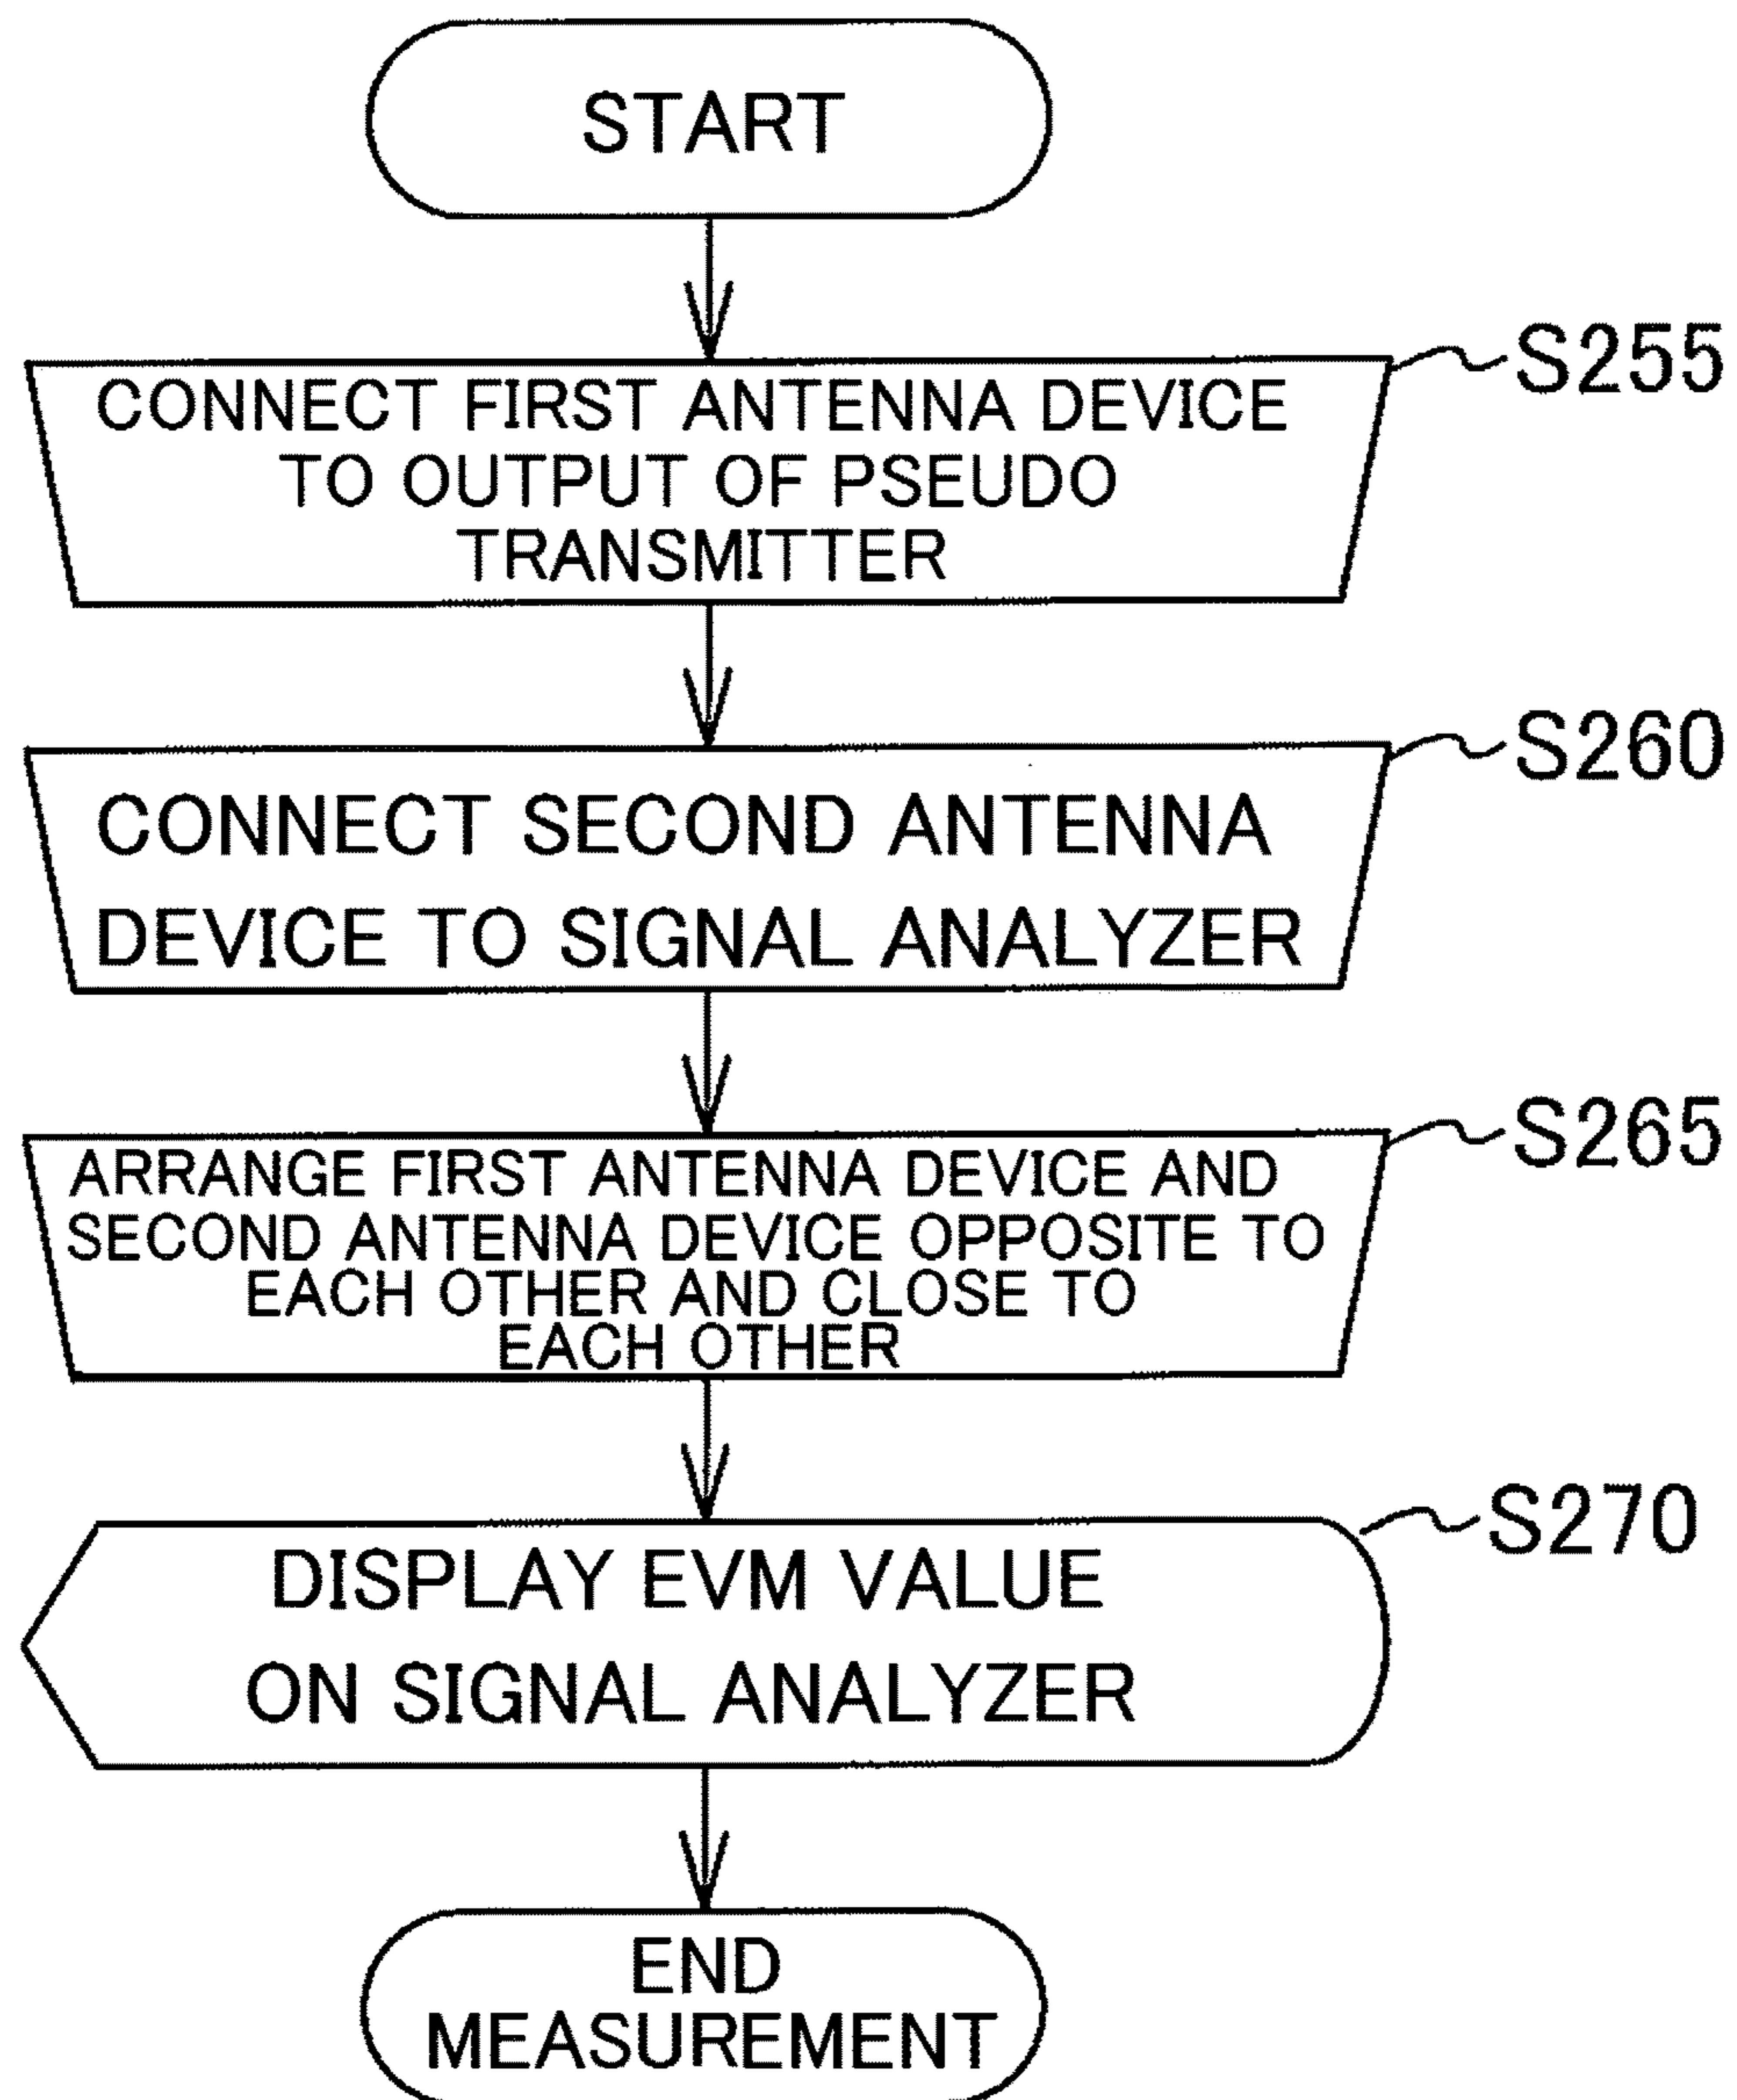 START
S255
CONNECT FIRST ANTENNA DEVICE
TO OUTPUT OF PSEUDO
TRANSMITTER
S260
CONNECT SECOND ANTENNA
DEVICE TO SIGNAL ANALYZER
S265
ARRANGE FIRST ANTENNA DEVICE AND
SECOND ANTENNA DEVICE OPPOSITE TO
EACH OTHER AND CLOSE TO
EACH OTHER
S270
DISPLAY EVM VALUE
ON SIGNAL ANALYZER
END
MEASUREMENT